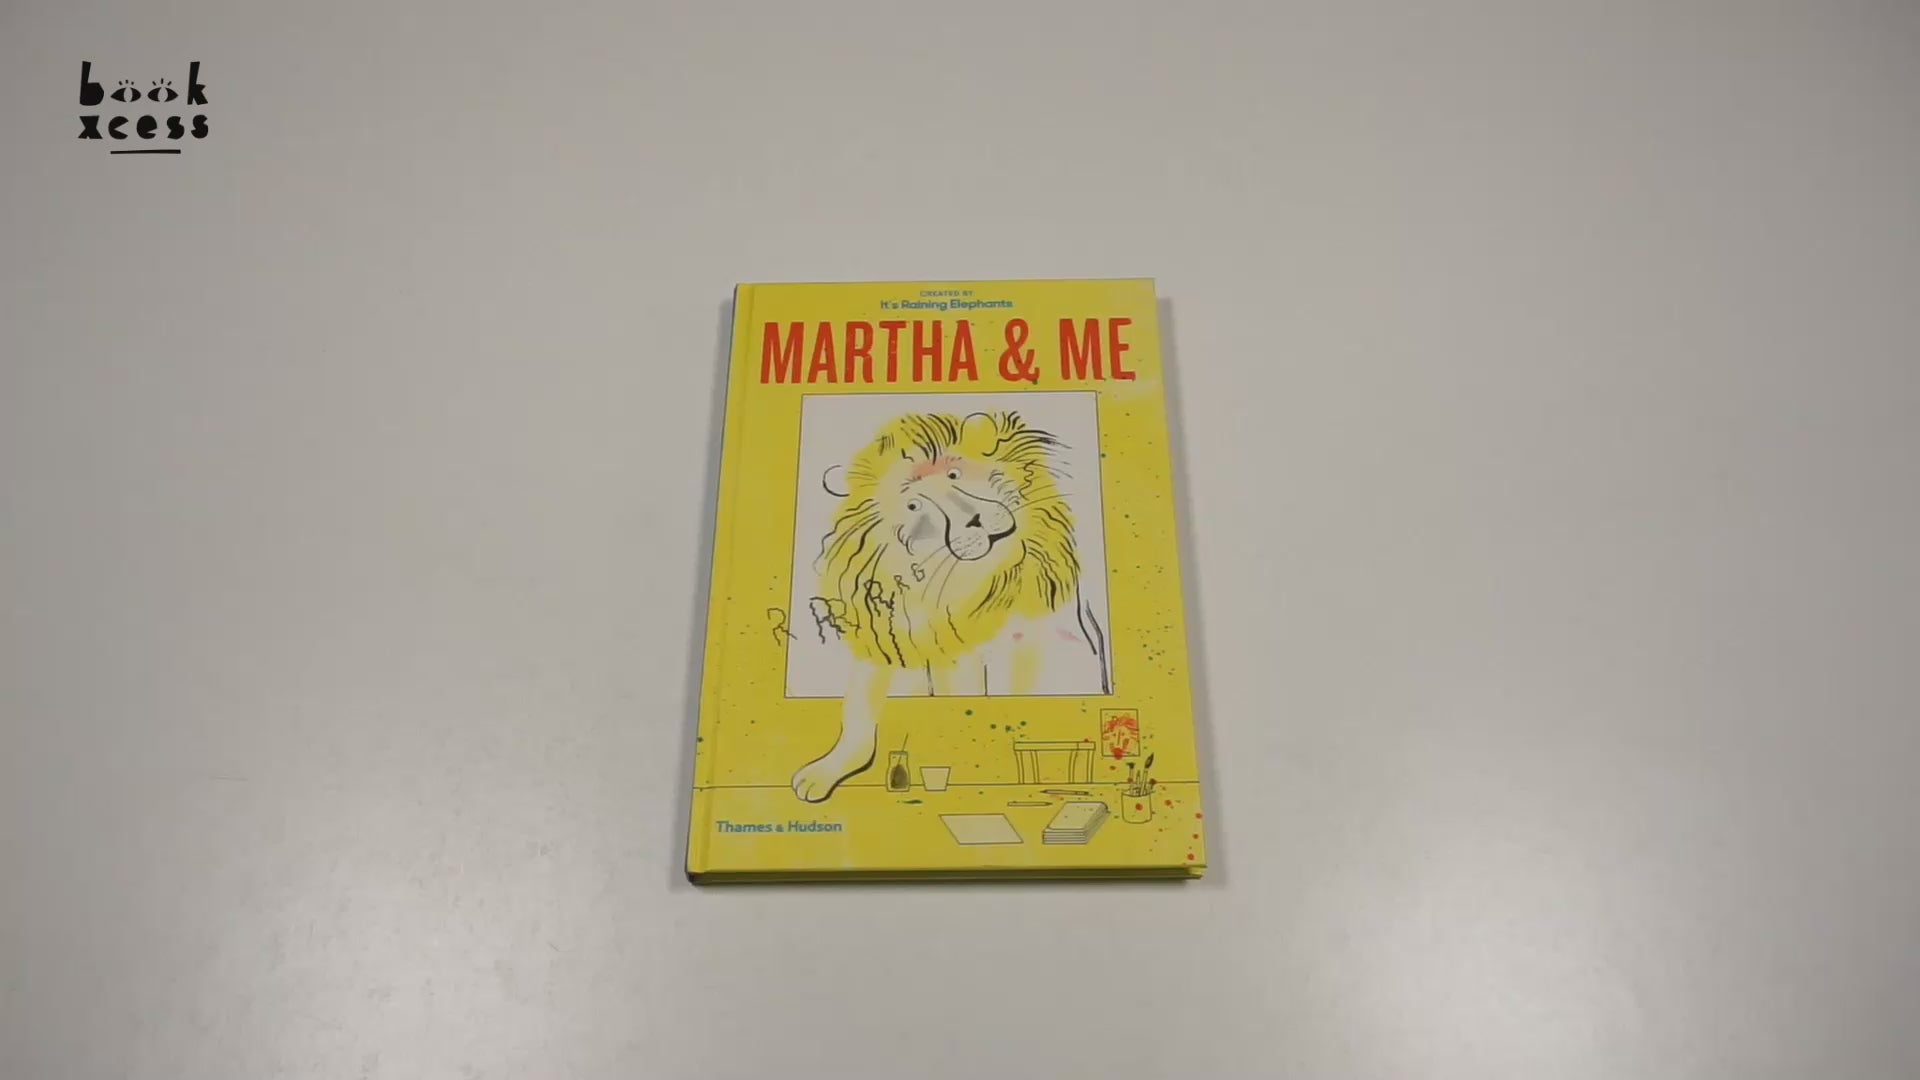 book
xcess
CREATED BY
It's Raining Elephants
MARTHA & ME
Thames & Hudson